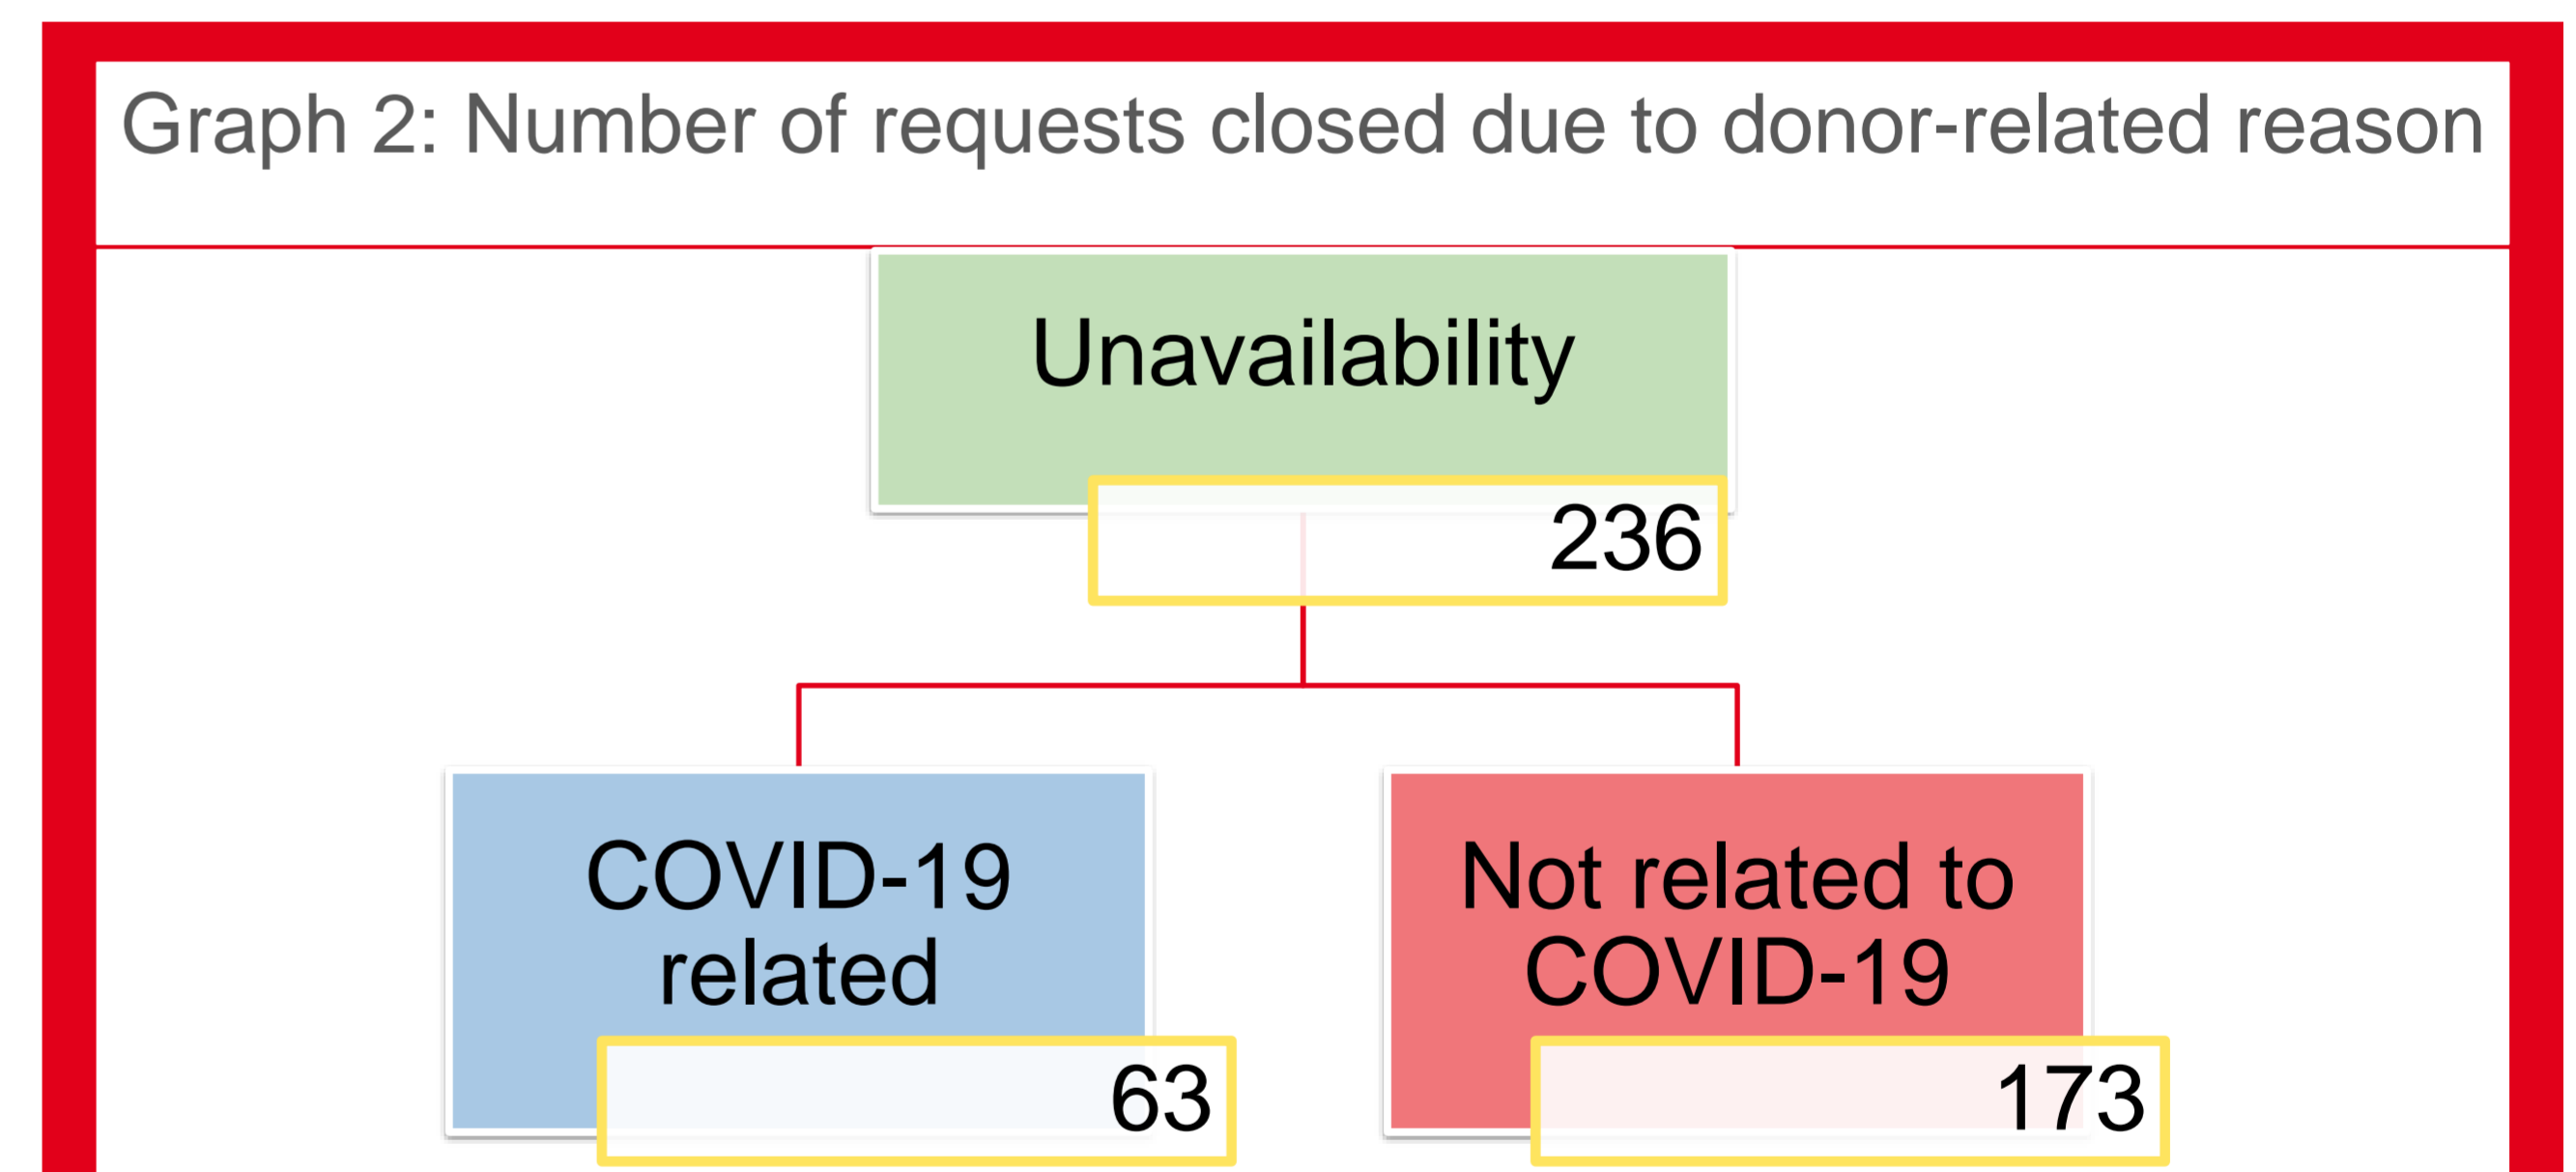 Graph 2: Number of requests closed due to donor-related reason
Unavailability
236
COVID-19
related
63
Not related to
COVID-19
173